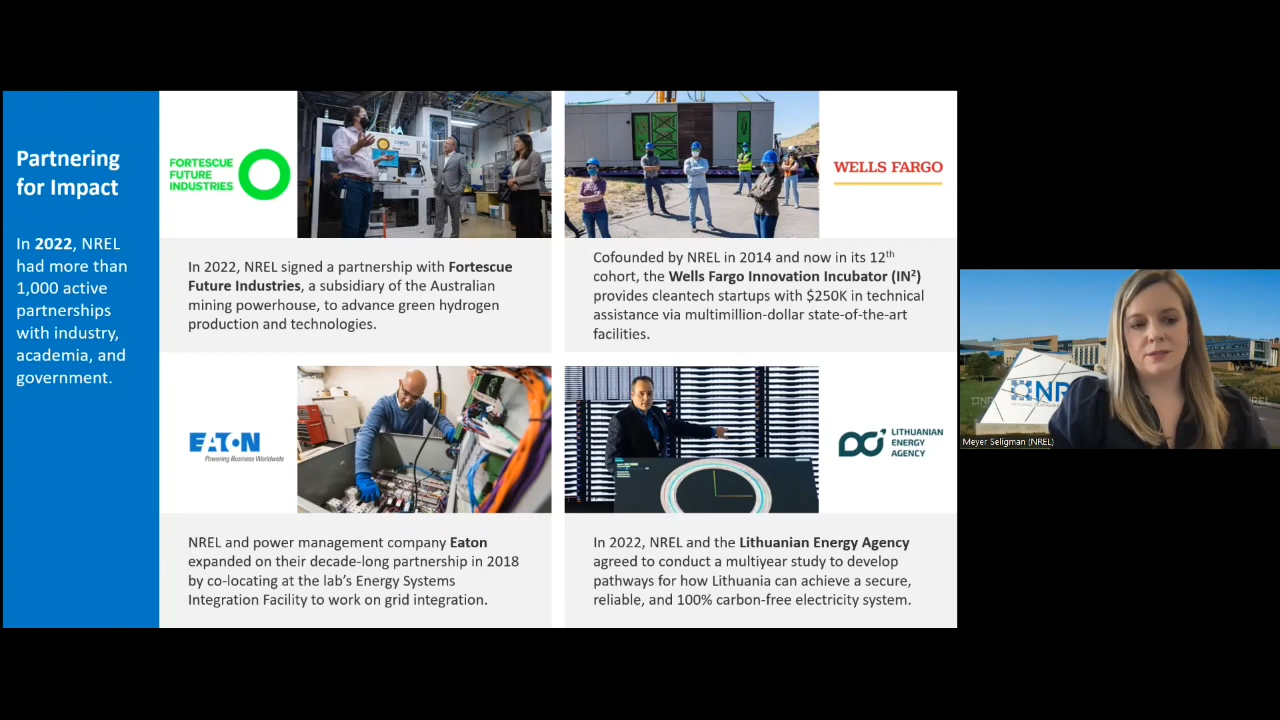 Partnering
for Impact
In 2022, NREL
had more than
1,000 active
partnerships
with industry,
academia, and
government.
FORTESCUE
FUTURE
INDUSTRIES
NREL
WELLS FARGO
In 2022, NREL signed a partnership with Fortescue
Future Industries, a subsidiary of the Australian
mining powerhouse, to advance green hydrogen
production and technologies.
Cofounded by NREL in 2014 and now in its 12th
cohort, the Wells Fargo Innovation Incubator (IN²)
provides cleantech startups with $250K in technical
assistance via multimillion-dollar state-of-the-art
facilities.
EATON
Powering Business Worldwide
LITHUANIAN
ENERGY
AGENCY
NREL and power management company Eaton
expanded on their decade-long partnership in 2018
by co-locating at the lab's Energy Systems
Integration Facility to work on grid integration.
In 2022, NREL and the Lithuanian Energy Agency
agreed to conduct a multiyear study to develop
pathways for how Lithuania can achieve a secure,
reliable, and 100% carbon-free electricity system.
NR
Meyer Seligman (NREL)